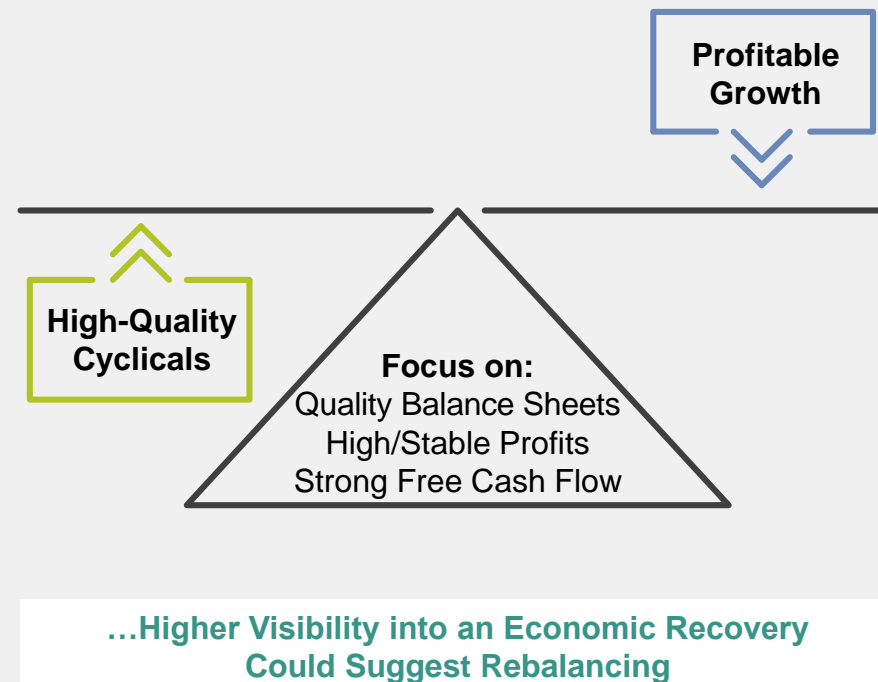 Profitable
Growth
High-Quality
Cyclicals
Focus on:
Quality Balance Sheets
High/Stable Profits
Strong Free Cash Flow
…Higher Visibility into an Economic Recovery
Could Suggest Rebalancing